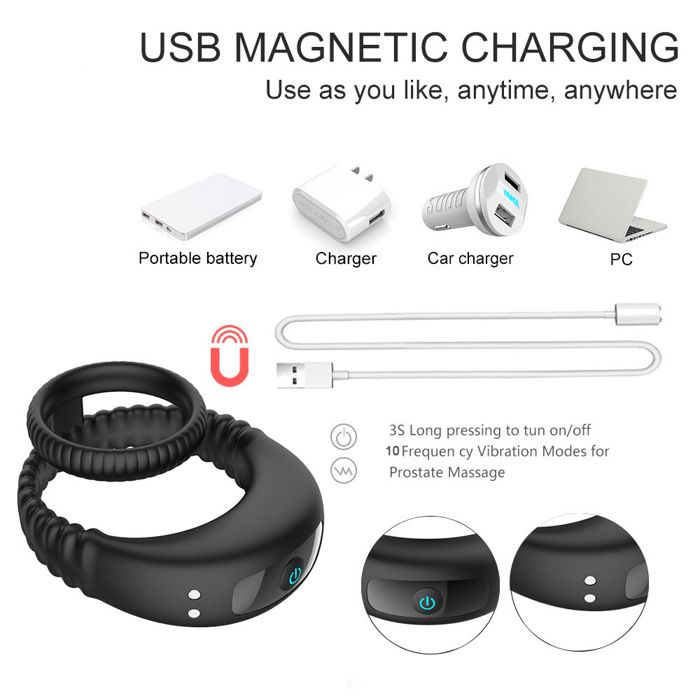 USB MAGNETIC CHARGING
Use as you like, anytime, anywhere
Portable battery
Charger
Car charger
PC
3S Long pressing to tun on/off
10 Frequen cy Vibration Modes for
Prostate Massage